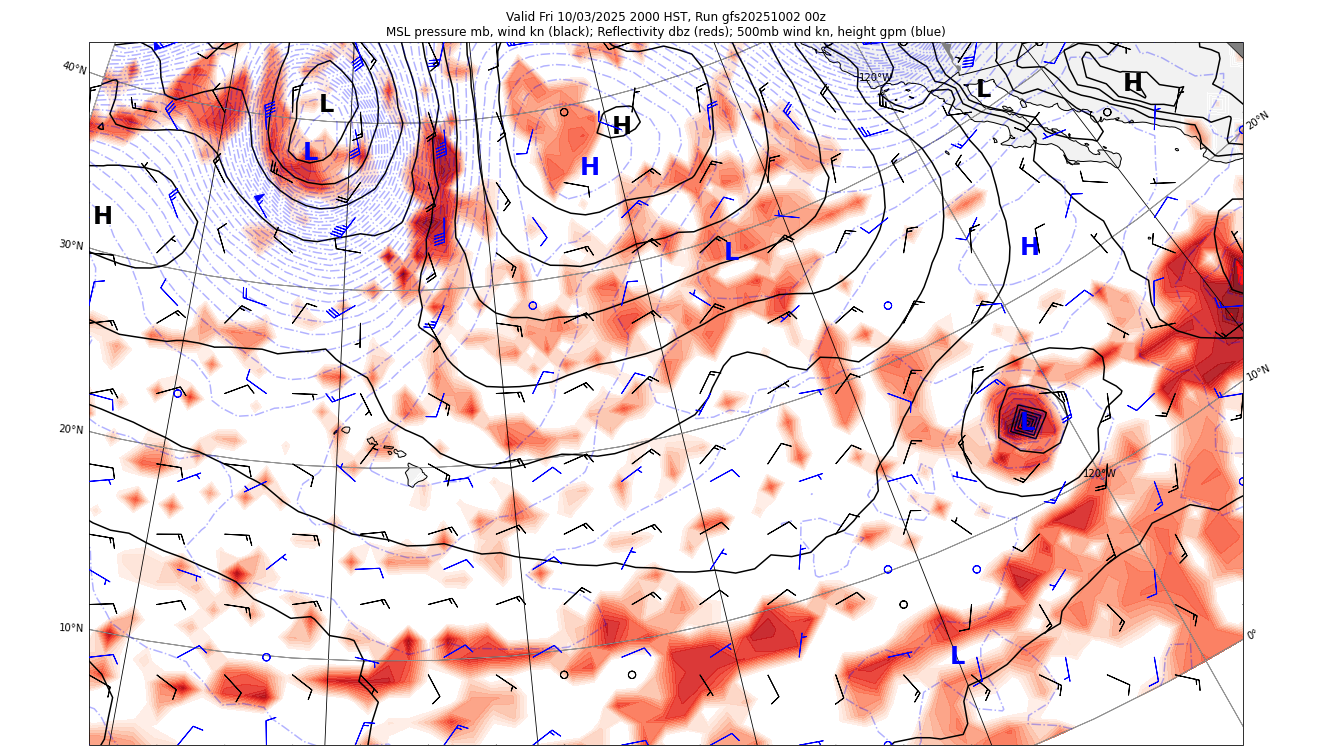 Valid Fri 10/03/2025 2000 HST, Run gfs20251002 00z
MSL pressure mb, wind kn (black); Reflectivity dbz (reds); 500mb wind kn, height gpm (blue)
40°N
120°W
L
H
L
H
20°N
L
H
H
H
30°N
L
H
10°N
L
20°N
120°W
10°N
0°
L